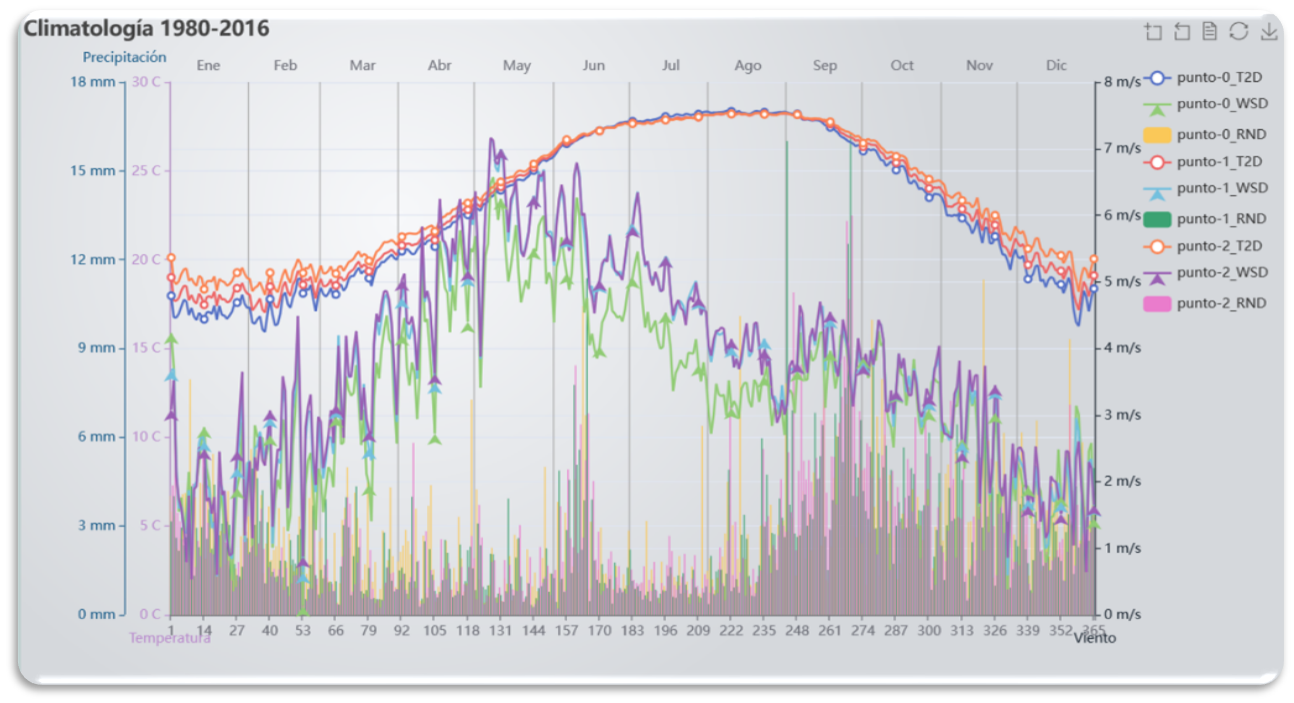 Climatología 1980-2016
Precipitación
Ene Feb Mar Abr May Jun Jul Ago Sep Oct Nov Dic
18 mm 30 C 8 m/s
7 m/s
15 mm 25 C
6 m/s
12 mm 20 C
5 m/s
9 mm 15 C 4 m/s
3 m/s
6 mm 10 C
2 m/s
3 mm 5 C
1 m/s
0 mm 0 C 0 m/s
1 14 27 40 53 66 79 92 105 118 131 144 157 170 183 196 209 222 235 248 261 274 287 300 313 326 339 352 365
Temperatura Viento
punto-0_T2D
punto-0_WSD
punto-0_RND
punto-1_T2D
punto-1_WSD
punto-1_RND
punto-2_T2D
punto-2_WSD
punto-2_RND